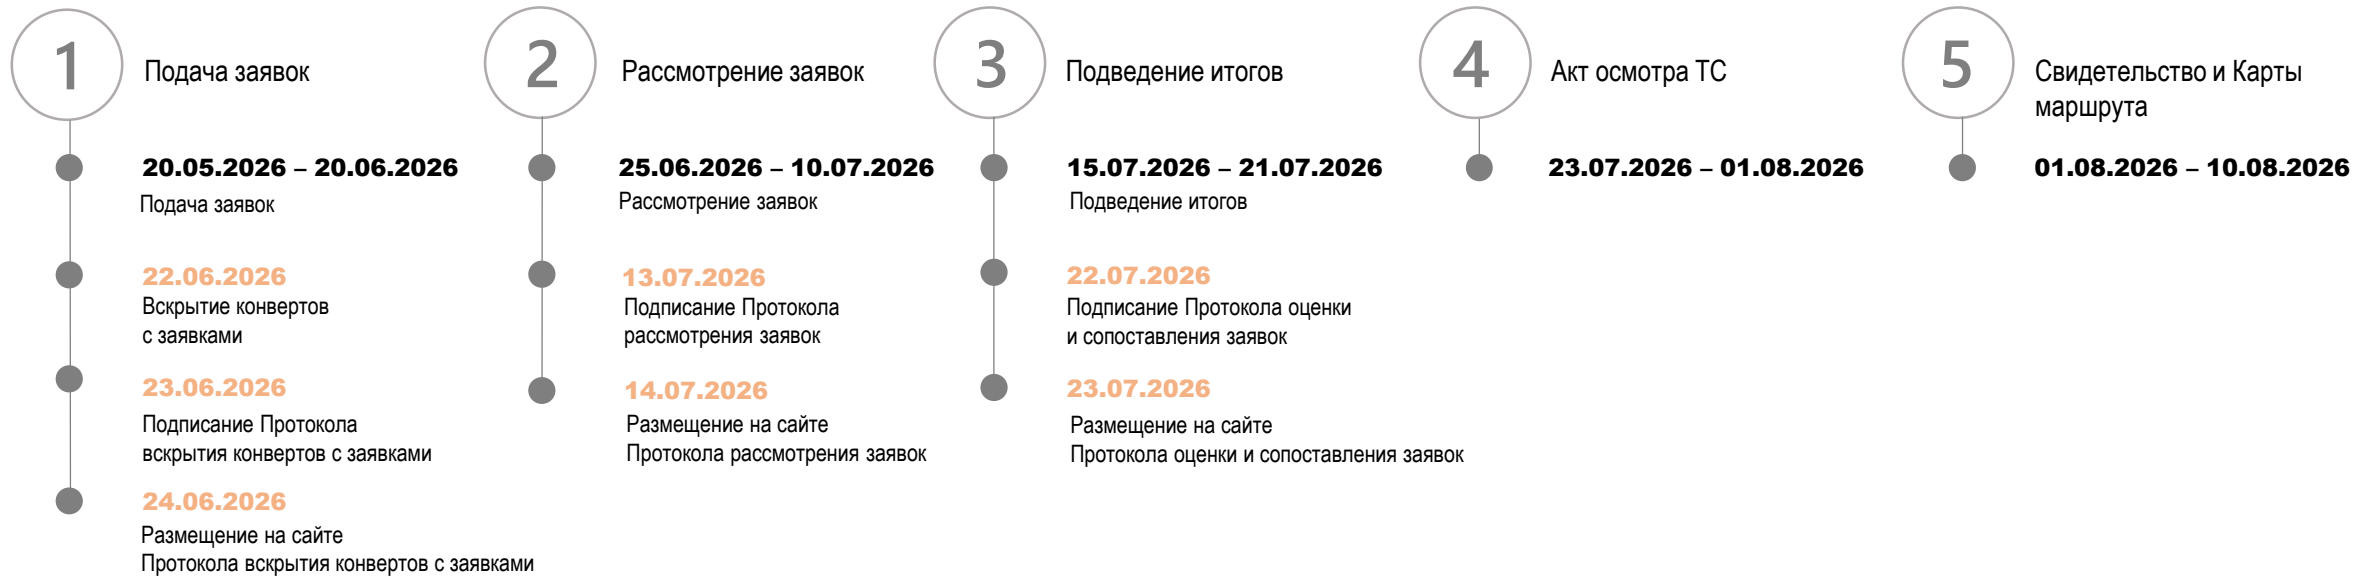 1
Подача заявок
20.05.2026 – 20.06.2026
Подача заявок
22.06.2026
Вскрытие конвертов
с заявками
23.06.2026
Подписание Протокола
вскрытия конвертов с заявками
24.06.2026
Размещение на сайте
Протокола вскрытия конвертов с заявками
2
Рассмотрение заявок
25.06.2026 – 10.07.2026
Рассмотрение заявок
13.07.2026
Подписание Протокола
рассмотрения заявок
14.07.2026
Размещение на сайте
Протокола рассмотрения заявок
3
Подведение итогов
15.07.2026 – 21.07.2026
Подведение итогов
22.07.2026
Подписание Протокола оценки
и сопоставления заявок
23.07.2026
Размещение на сайте
Протокола оценки и сопоставления заявок
4
Акт осмотра ТС
23.07.2026 – 01.08.2026
5
Свидетельство и Карты
маршрута
01.08.2026 – 10.08.2026